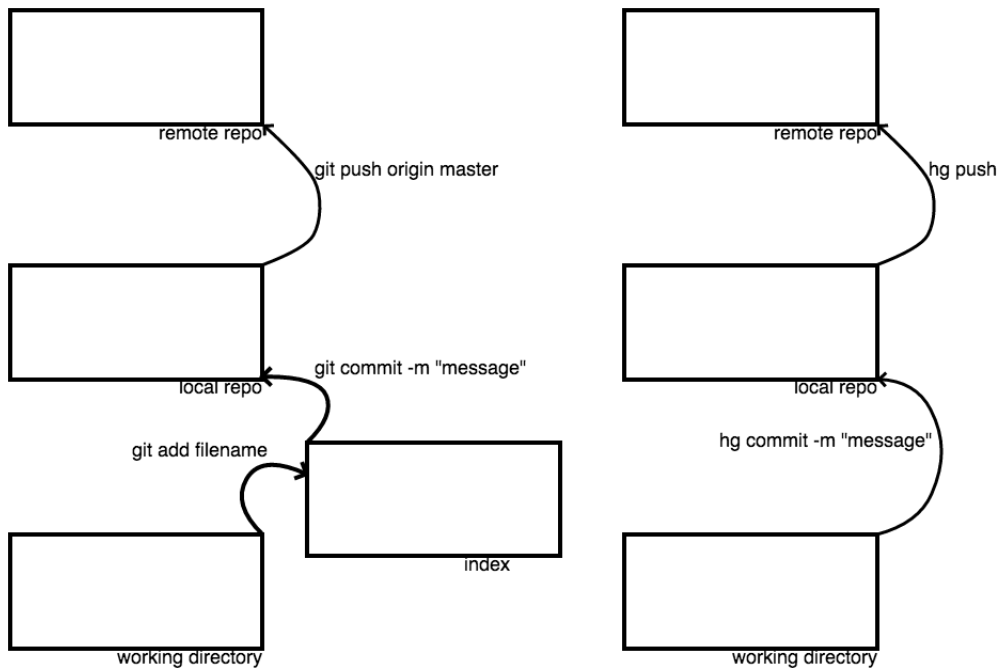 remote repo
git push origin master
local repo
git commit -m "message"
git add filename
index
working directory
remote repo
hg push
local repo
hg commit -m "message"
working directory